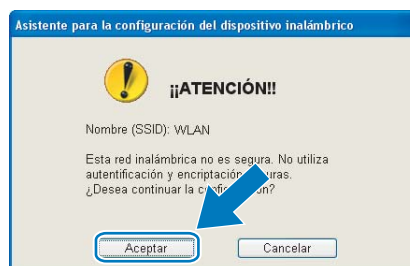 Asistente para la configuración del dispositivo inalámbrico
¡¡ATENCIÓN!!
Nombre (SSID): WLAN
Esta red inalámbrica no es segura. No utiliza
autentificación y encriptación
¿Desea continuar la
Aceptar
Cancelar